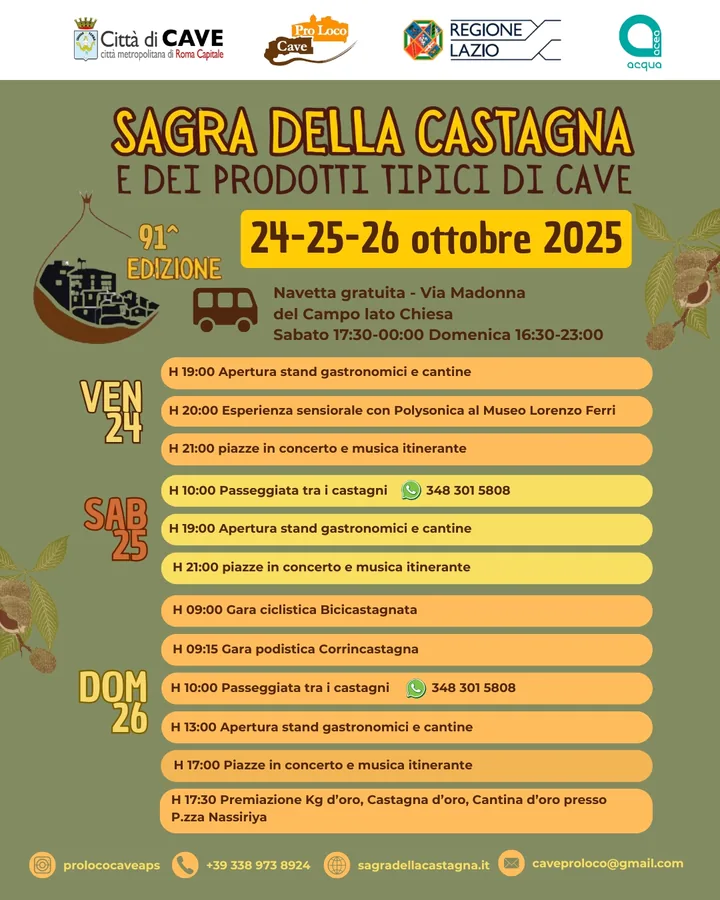 Città di CAVE
città metropolitana di Roma Capitale
Pro Loco
Cave
REGIONE
LAZIO
acea
acqua
SAGRA DELLA CASTAGNA
E DEI PRODOTTI TIPICI DI CAVE
91^
EDIZIONE
24-25-26 ottobre 2025
Navetta gratuita - Via Madonna
del Campo lato Chiesa
Sabato 17:30-00:00 Domenica 16:30-23:00
VEN
24
H 19:00 Apertura stand gastronomici e cantine
H 20:00 Esperienza sensiorale con Polysonica al Museo Lorenzo Ferri
H 21:00 piazze in concerto e musica itinerante
SAB
25
H 10:00 Passeggiata tra i castagni 348 301 5808
H 19:00 Apertura stand gastronomici e cantine
H 21:00 piazze in concerto e musica itinerante
DOM
26
H 09:00 Gara ciclistica Bicicastagnata
H 09:15 Gara podistica Corrincastagna
H 10:00 Passeggiata tra i castagni 348 301 5808
H 13:00 Apertura stand gastronomici e cantine
H 17:00 Piazze in concerto e musica itinerante
H 17:30 Premiazione Kg d'oro, Castagna d'oro, Cantina d'oro presso
P.zza Nassiriya
prolococaveaps
+39 338 973 8924
sagradellacastagna.it
caveproloco@gmail.com